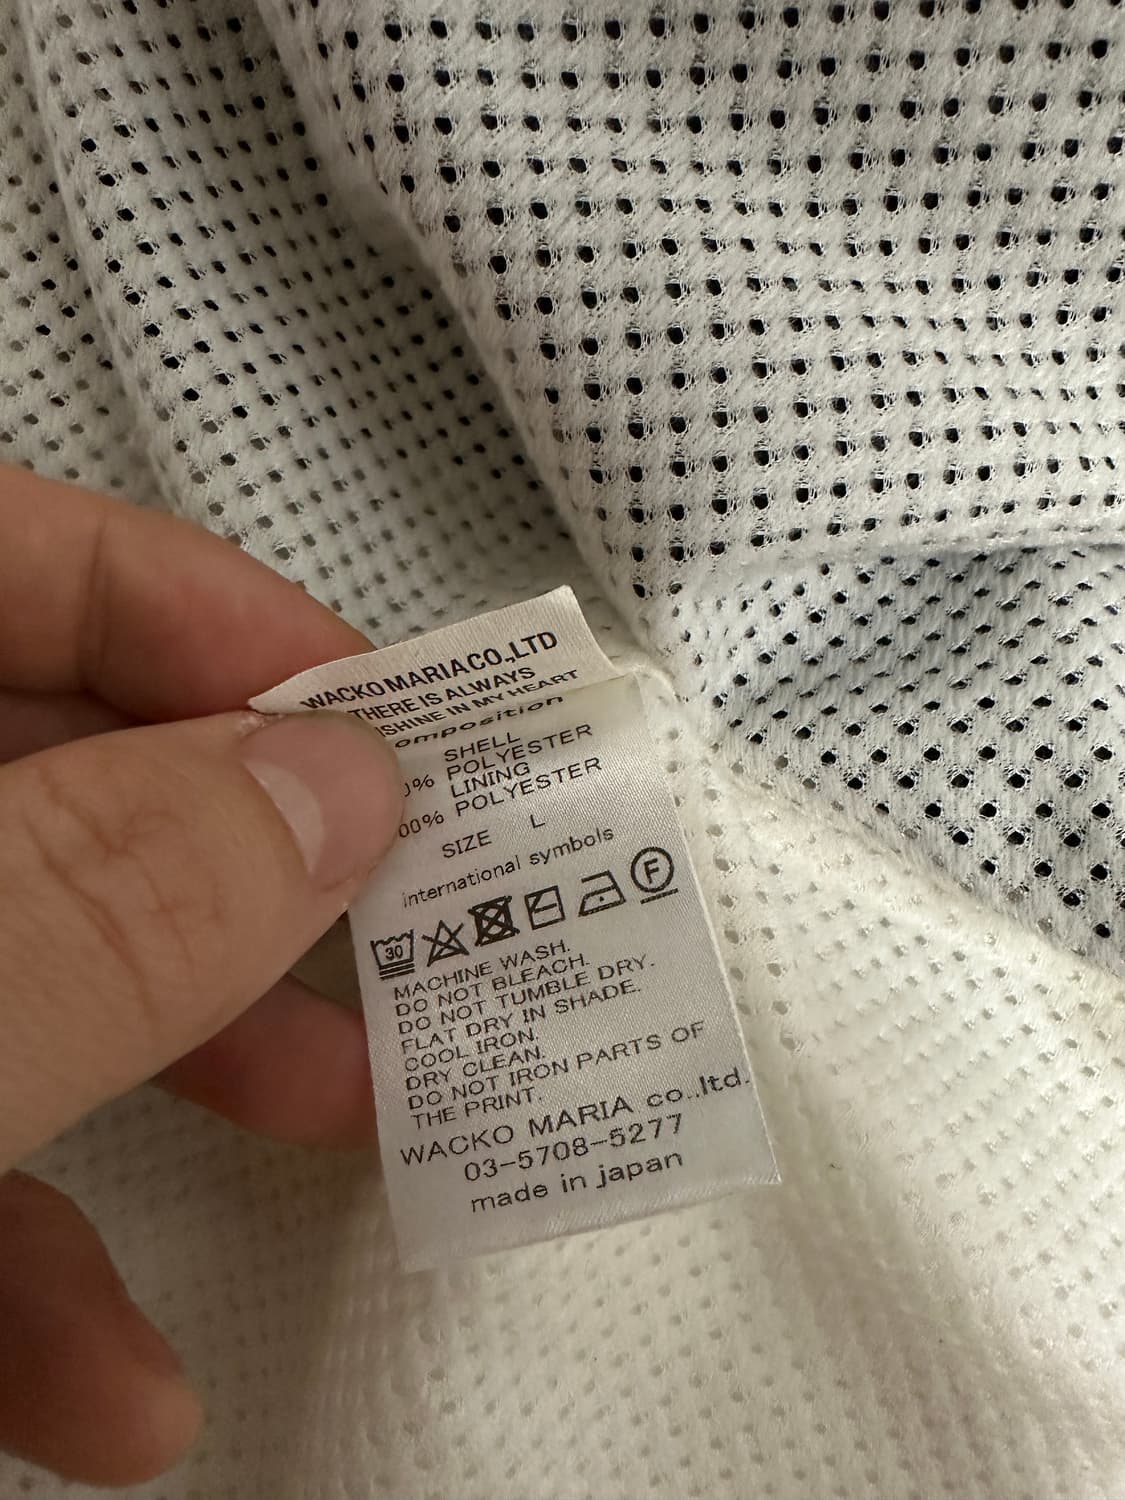 WACKO MARIA CO.,LTD
THERE IS ALWAYS
ISHINE IN MY HEART
omposition
SHELL
0% POLYESTER
LINING
00% POLYESTER
SIZE L
international symbols
30 F
MACHINE WASH.
DO NOT BLEACH.
DO NOT TUMBLE DRY.
FLAT DRY IN SHADE.
COOL IRON.
DRY CLEAN.
DO NOT IRON PARTS OF
THE PRINT.
WACKO MARIA co.,ltd.
03-5708-5277
made in japan